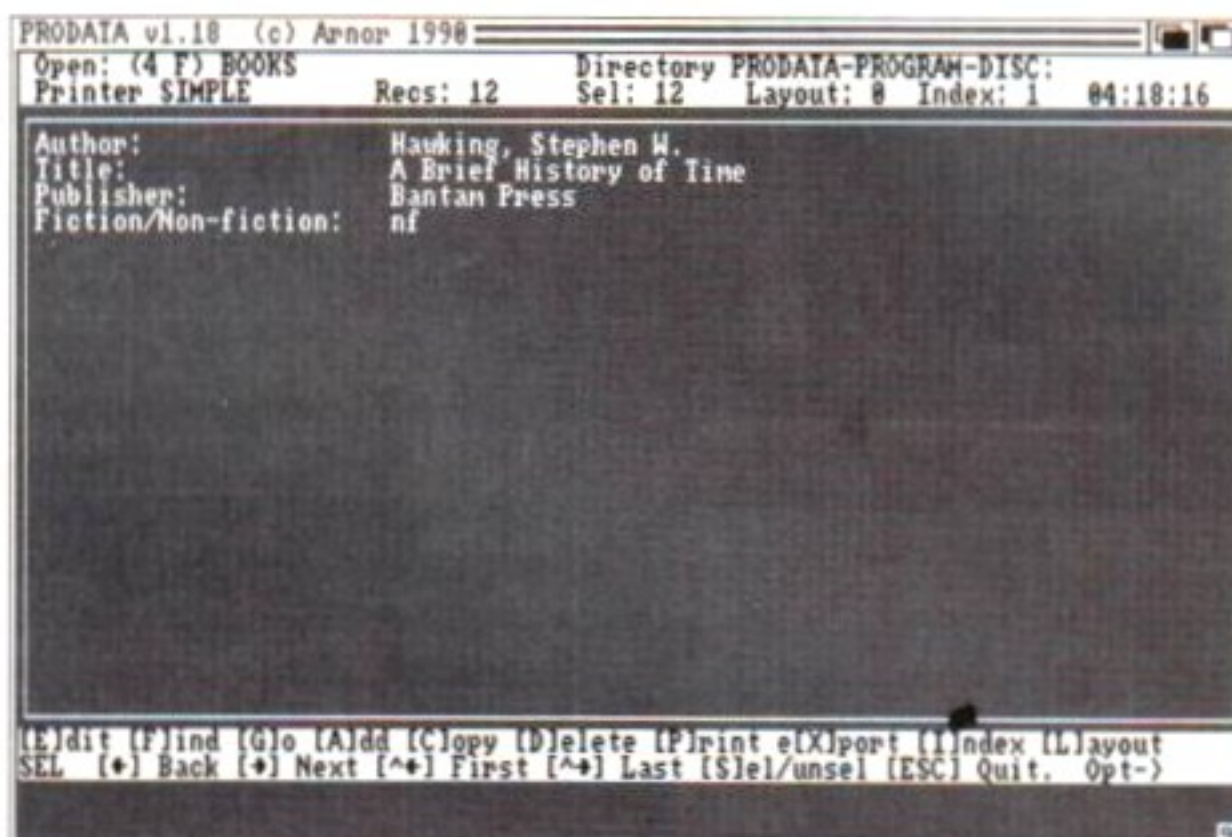 PRODATA v1.18 (c) Arnor 1990
Open: (4 F) BOOKS Directory PRODATA-PROGRAM-DISC:
Printer SIMPLE Recs: 12 Sel: 12 Layout: 0 Index: 1 04:18:16
Author: Hawking, Stephen W.
Title: A Brief History of Time
Publisher: Bantam Press
Fiction/Non-fiction: nf
[E]dit [F]ind [G]o [A]dd [C]opy [D]elete [P]rint e[X]port [I]ndex [L]ayout
SEL [←] Back [→] Next [^←] First [^→] Last [S]el/unsel [ESC] Quit. Opt->